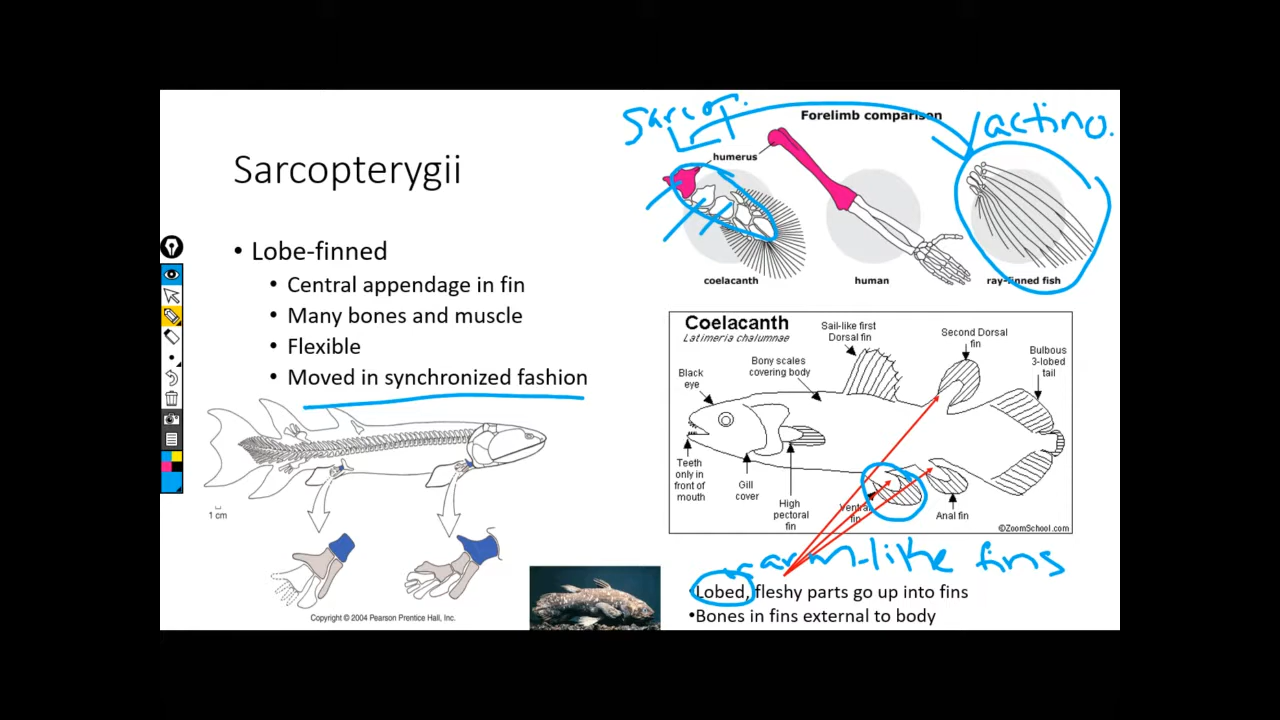 Sarcopterygii
• Lobe-finned
• Central appendage in fin
• Many bones and muscle
• Flexible
• Moved in synchronized fashion
1 cm
Copyright © 2004 Pearson Prentice Hall, Inc.
Sarcop.
Forelimb comparison
actino.
humerus
coelacanth
human
ray-finned fish
Coelacanth
Latimeria chalumnae
Sail-like first
Dorsal fin
Second Dorsal
fin
Bulbous
3-lobed
tail
Bony scales
covering body
Black
eye
Teeth
only in
front of
mouth
Gill
cover
High
pectoral
fin
Ventral
fin
Anal fin
©ZoomSchool.com
or arm-like fins
•Lobed, fleshy parts go up into fins
•Bones in fins external to body